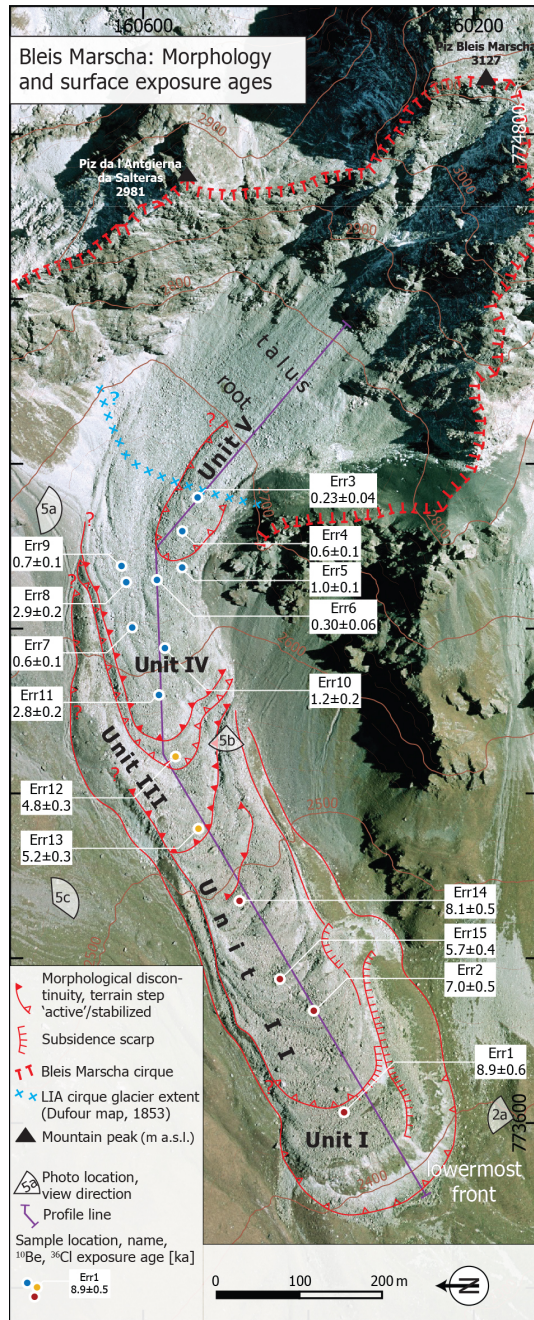 160600
160200
Bleis Marscha: Morphology
and surface exposure ages
Piz Bleis Marscha
3127
774800
2900
Piz da l'Antgierna
da Salteras
2981
3000
2900
2800
talus
root
?
?
Unit V
2700
2800
Err3
0.23±0.04
5a
?
Err4
0.6±0.1
Err9
0.7±0.1
Err5
1.0±0.1
?
Err8
2.9±0.2
Err6
0.30±0.06
Err7
0.6±0.1
Unit IV
Err10
1.2±0.2
Err11
2.8±0.2
5b
Unit III
?
Err12
4.8±0.3
2600
Err13
5.2±0.3
Unit II
5c
Err14
8.1±0.5
Err15
5.7±0.4
Err2
7.0±0.5
Err1
8.9±0.6
2a
773600
Unit I
2400
lowermost
front
Morphological discon-
tinuity, terrain step
'active'/stabilized
Subsidence scarp
Bleis Marscha cirque
LIA cirque glacier extent
(Dufour map, 1853)
Mountain peak (m a.s.l.)
5a
Photo location,
view direction
Profile line
Sample location, name,
¹⁰Be, ³⁶Cl exposure age [ka]
Err1
8.9±0.5
0 100 200 m
N